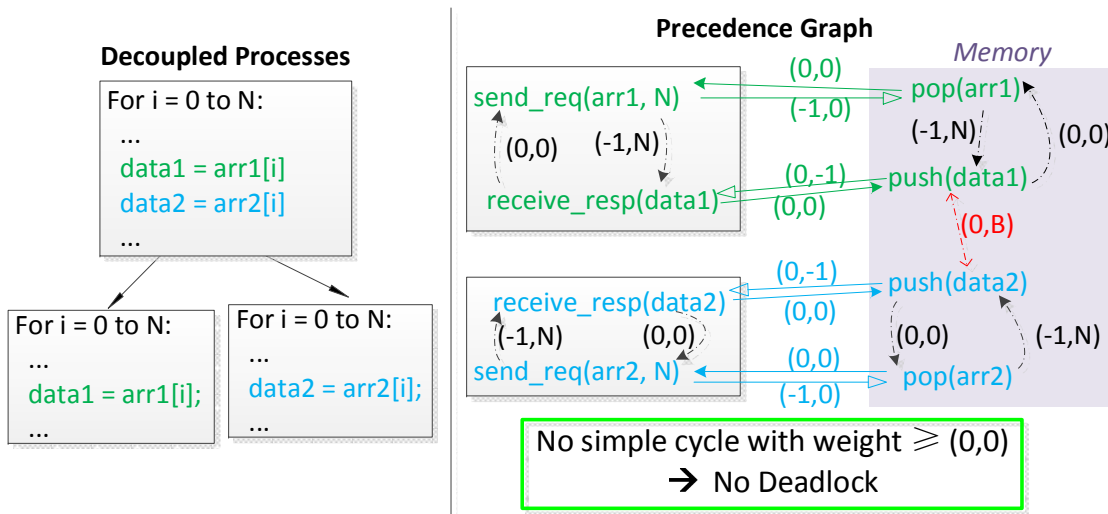 Decoupled Processes
For i = 0 to N:
...
data1 = arr1[i]
data2 = arr2[i]
...
For i = 0 to N:
...
data1 = arr1[i];
...
For i = 0 to N:
...
data2 = arr2[i];
...
Precedence Graph
Memory
send_req(arr1, N)
(0,0)
(-1,0)
pop(arr1)
(0,0)
(-1,N)
(-1,N)
(0,0)
receive_resp(data1)
(0,-1)
(0,0)
push(data1)
(0,B)
receive_resp(data2)
(0,-1)
(0,0)
push(data2)
(-1,N)
(0,0)
(0,0)
(-1,N)
send_req(arr2, N)
(0,0)
(-1,0)
pop(arr2)
No simple cycle with weight ⩾ (0,0)
→ No Deadlock